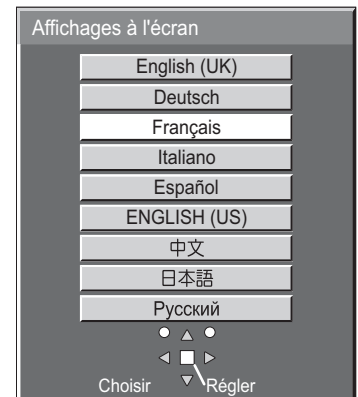 Affichages à l'écran
English (UK)
Deutsch
Français
Italiano
Español
ENGLISH (US)
中文
日本語
Русский
Choisir Régler